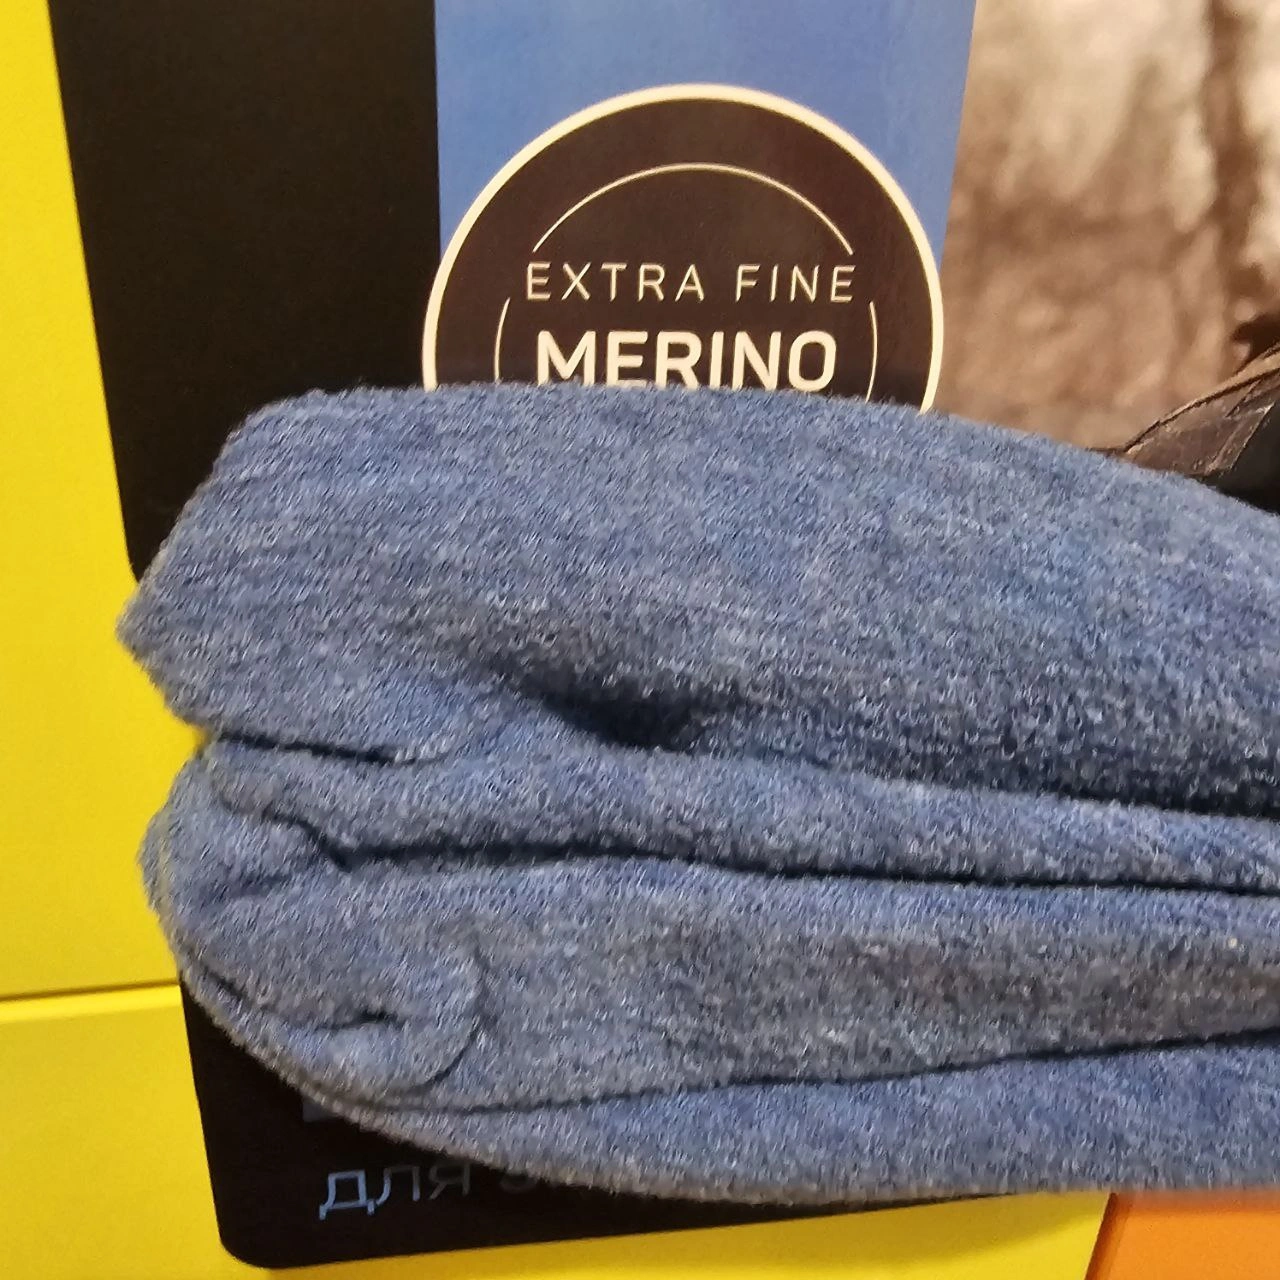 EXTRA FINE
MERINO
для